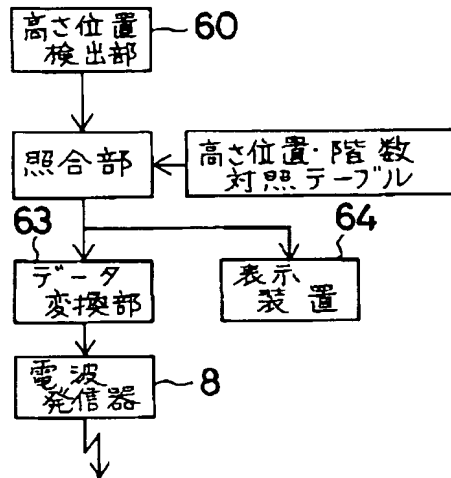 高さ位置
検出部
60
照合部
高さ位置・階数
対照テーブル
63
データ
変換部
64
表示
装置
電波
発信器
8